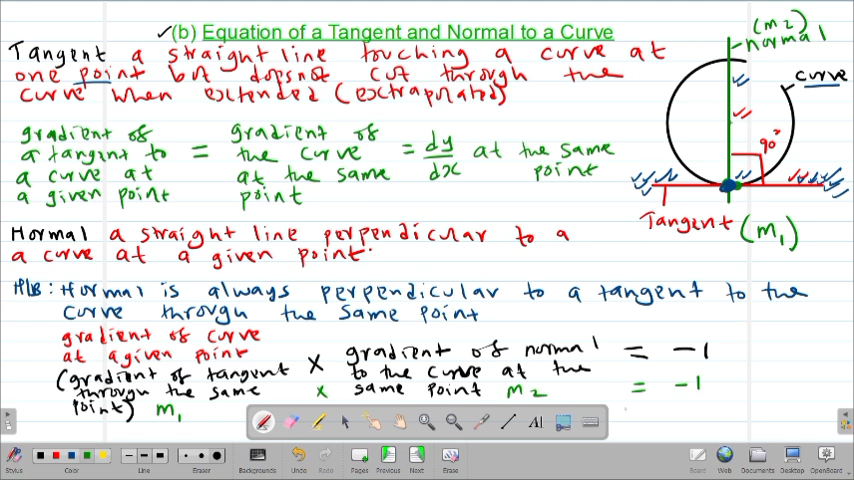 (b) Equation of a Tangent and Normal to a Curve
Tangent a straight line touching a curve at
one point but does not cut through the
curve when extended (extrapolated)
gradient of
a tangent to
a curve at
a given point
=
gradient of
the curve
at the same
point
= dy/dx at the same
point
(m2)
normal
curve
90°
Tangent (m1)
Normal a straight line perpendicular to a
a curve at a given point.
NB: Normal is always perpendicular to a tangent to the
curve through the same point
gradient of curve
at a given point
(gradient of tangent
through the same
point) m1
×
×
gradient of normal
to the curve at the
same point m2
= -1
= -1
Stylus
Color
Line
Eraser
Backgrounds
Undo
Redo
Pages
Previous
Next
Erase
Board
Web
Documents
Desktop
OpenBoard